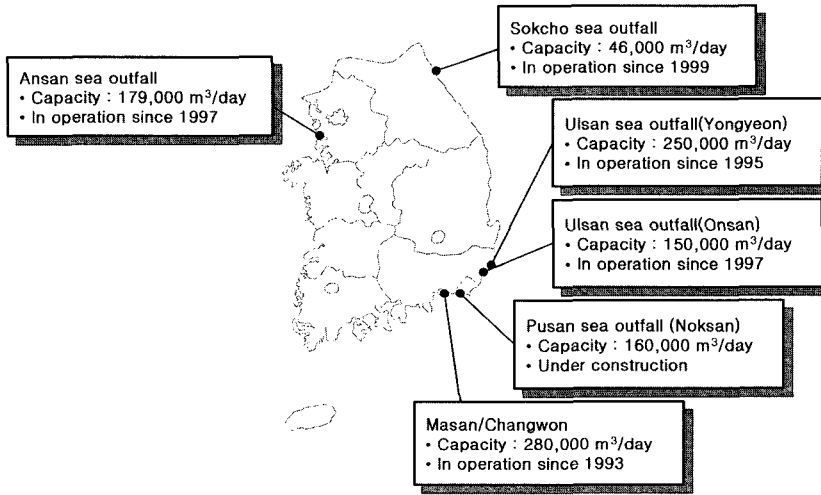 Sokcho sea outfall
• Capacity : 46,000 m³/day
• In operation since 1999
Ansan sea outfall
• Capacity : 179,000 m³/day
• In operation since 1997
Ulsan sea outfall(Yongyeon)
• Capacity : 250,000 m³/day
• In operation since 1995
Ulsan sea outfall(Onsan)
• Capacity : 150,000 m³/day
• In operation since 1997
Pusan sea outfall (Noksan)
• Capacity : 160,000 m³/day
• Under construction
Masan/Changwon
• Capacity : 280,000 m³/day
• In operation since 1993